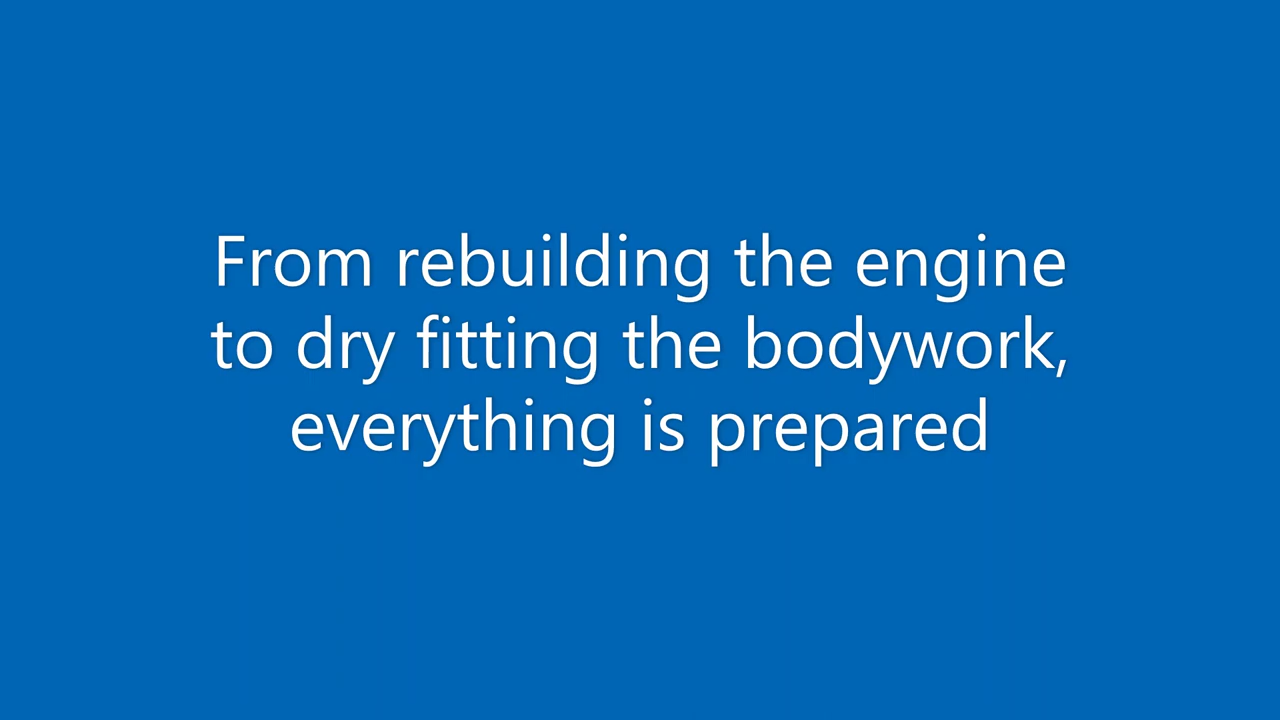 From rebuilding the engine
to dry fitting the bodywork,
everything is prepared